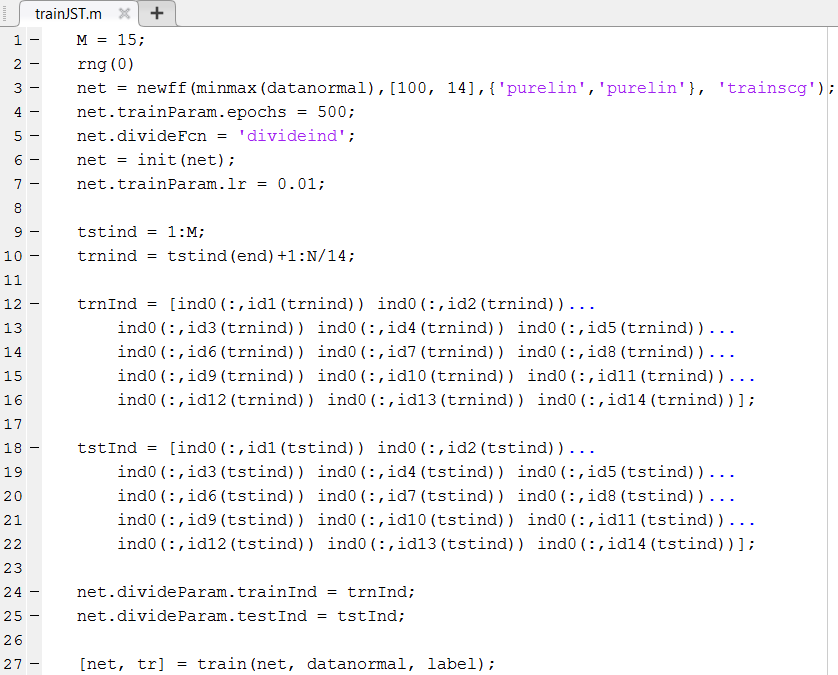 trainJST.m
1 – M = 15;
2 – rng(0)
3 – net = newff(minmax(datanormal),[100, 14],{'purelin','purelin'}, 'trainscg');
4 – net.trainParam.epochs = 500;
5 – net.divideFcn = 'divideind';
6 – net = init(net);
7 – net.trainParam.lr = 0.01;
8
9 – tstind = 1:M;
10 – trnind = tstind(end)+1:N/14;
11
12 – trnInd = [ind0(:,id1(trnind)) ind0(:,id2(trnind))...
13 ind0(:,id3(trnind)) ind0(:,id4(trnind)) ind0(:,id5(trnind))...
14 ind0(:,id6(trnind)) ind0(:,id7(trnind)) ind0(:,id8(trnind))...
15 ind0(:,id9(trnind)) ind0(:,id10(trnind)) ind0(:,id11(trnind))...
16 ind0(:,id12(trnind)) ind0(:,id13(trnind)) ind0(:,id14(trnind))];
17
18 – tstInd = [ind0(:,id1(tstind)) ind0(:,id2(tstind))...
19 ind0(:,id3(tstind)) ind0(:,id4(tstind)) ind0(:,id5(tstind))...
20 ind0(:,id6(tstind)) ind0(:,id7(tstind)) ind0(:,id8(tstind))...
21 ind0(:,id9(tstind)) ind0(:,id10(tstind)) ind0(:,id11(tstind))...
22 ind0(:,id12(tstind)) ind0(:,id13(tstind)) ind0(:,id14(tstind))];
23
24 – net.divideParam.trainInd = trnInd;
25 – net.divideParam.testInd = tstInd;
26
27 – [net, tr] = train(net, datanormal, label);